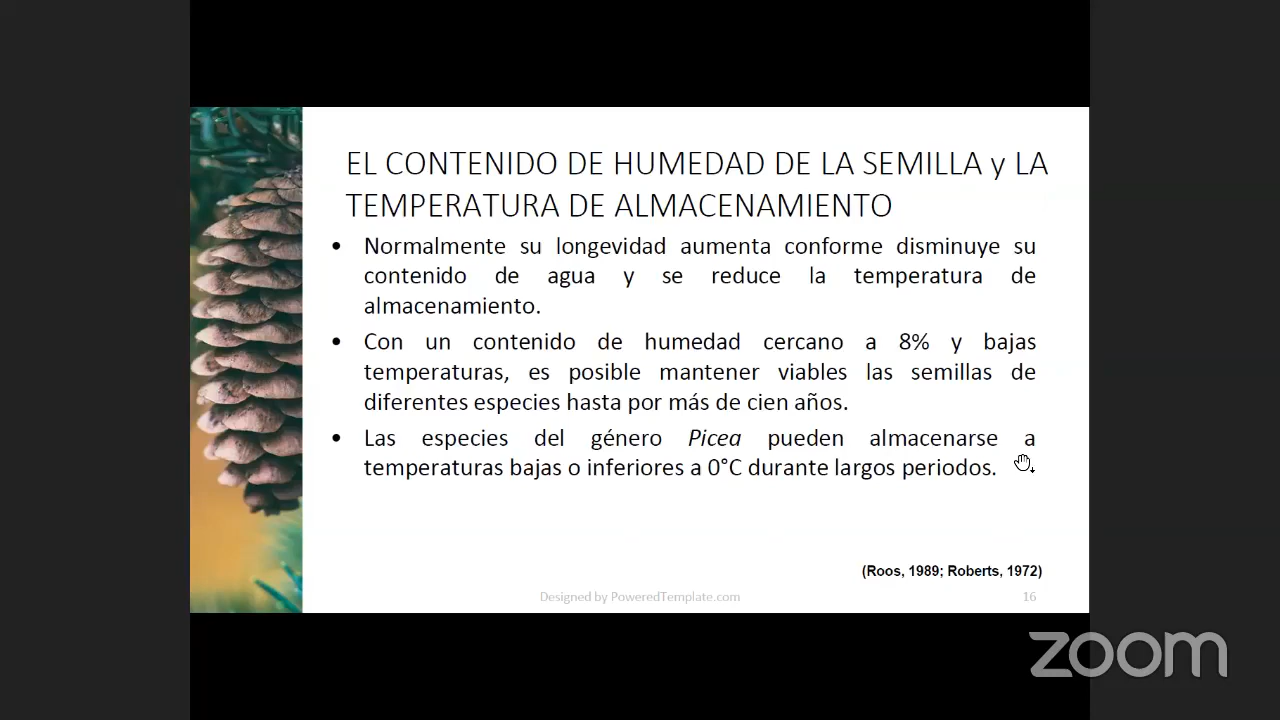 EL CONTENIDO DE HUMEDAD DE LA SEMILLA y LA
TEMPERATURA DE ALMACENAMIENTO
• Normalmente su longevidad aumenta conforme disminuye su
contenido de agua y se reduce la temperatura de
almacenamiento.
• Con un contenido de humedad cercano a 8% y bajas
temperaturas, es posible mantener viables las semillas de
diferentes especies hasta por más de cien años.
• Las especies del género Picea pueden almacenarse a
temperaturas bajas o inferiores a 0°C durante largos periodos.
(Roos, 1989; Roberts, 1972)
Designed by PoweredTemplate.com 16
zoom